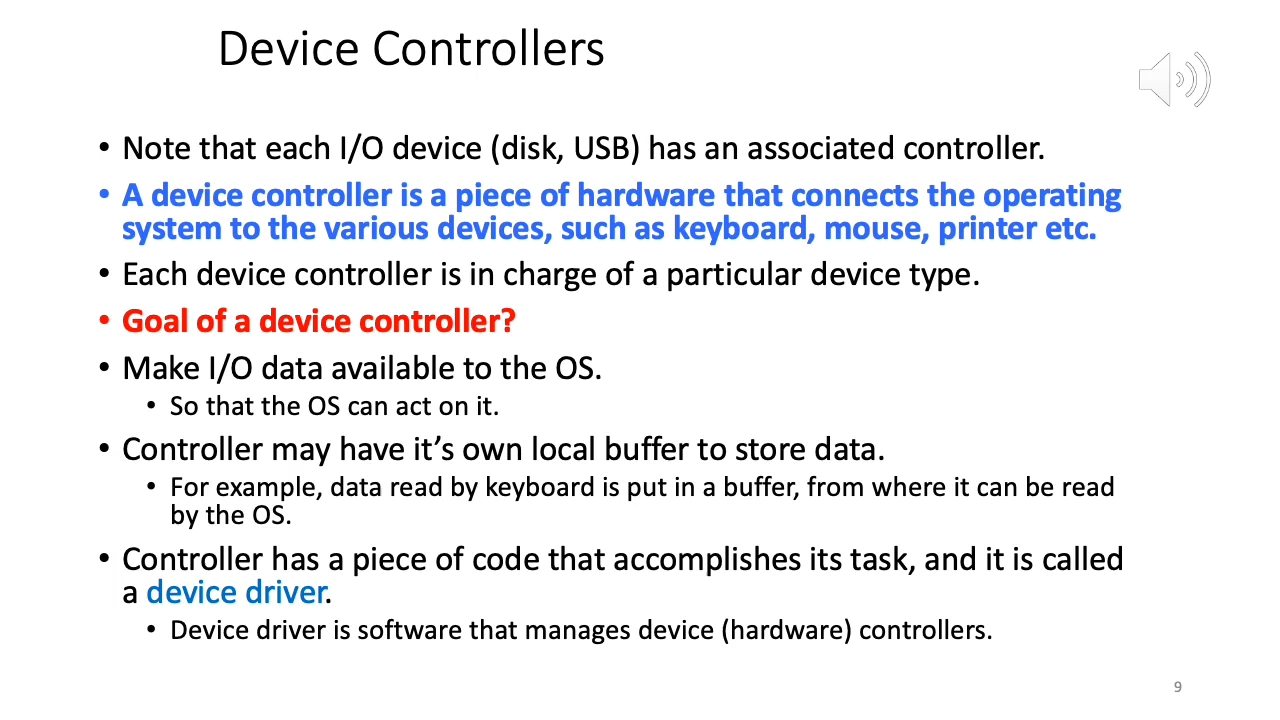 Device Controllers
• Note that each I/O device (disk, USB) has an associated controller.
• A device controller is a piece of hardware that connects the operating
system to the various devices, such as keyboard, mouse, printer etc.
• Each device controller is in charge of a particular device type.
• Goal of a device controller?
• Make I/O data available to the OS.
• So that the OS can act on it.
• Controller may have it’s own local buffer to store data.
• For example, data read by keyboard is put in a buffer, from where it can be read
by the OS.
• Controller has a piece of code that accomplishes its task, and it is called
a device driver.
• Device driver is software that manages device (hardware) controllers.
9